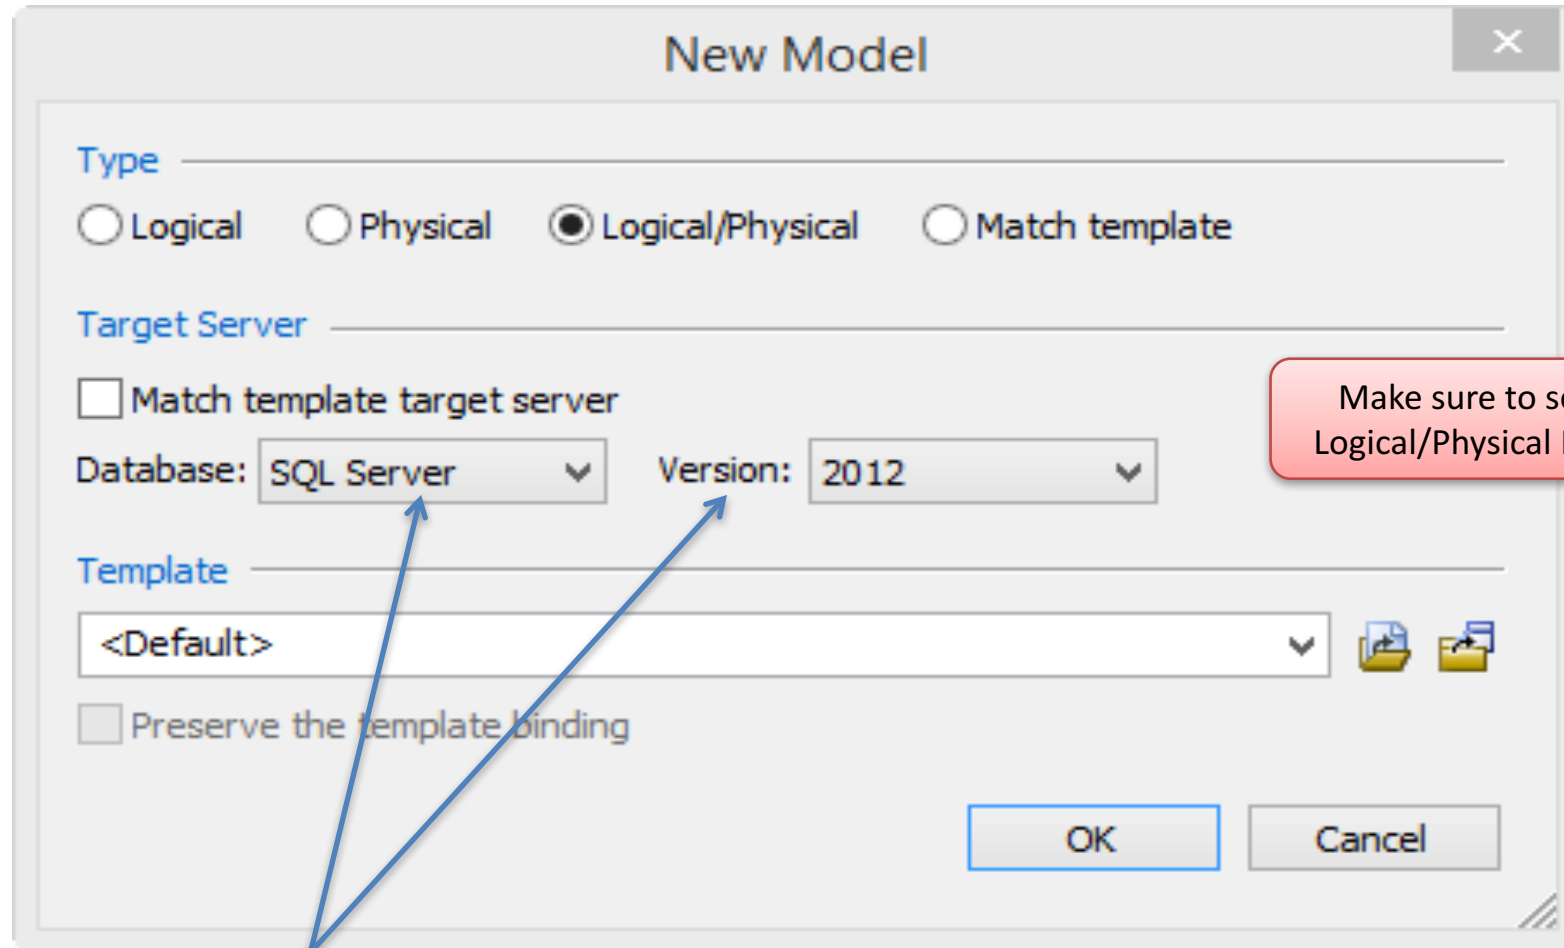 New Model
Type
Logical Physical Logical/Physical Match template
Target Server
Match template target server
Make sure to
Logical/Physical
Database: SQL Server Version: 2012
Template
<Default>
Preserve the template binding
OK Cancel